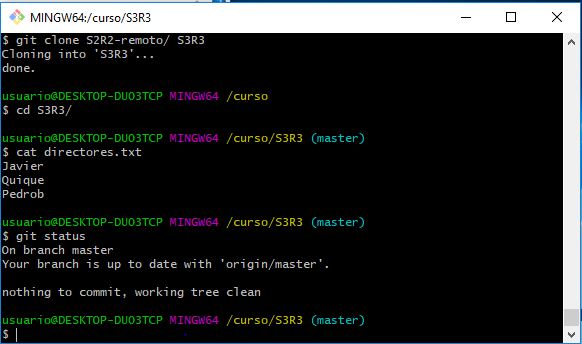 MINGW64:/curso/S3R3
$ git clone S2R2-remoto/ S3R3
Cloning into 'S3R3'...
done.
usuario@DESKTOP-DUO3TCP MINGW64 /curso
$ cd S3R3/
usuario@DESKTOP-DUO3TCP MINGW64 /curso/S3R3 (master)
$ cat directores.txt
Javier
Quique
Pedrob
usuario@DESKTOP-DUO3TCP MINGW64 /curso/S3R3 (master)
$ git status
On branch master
Your branch is up to date with 'origin/master'.
nothing to commit, working tree clean
usuario@DESKTOP-DUO3TCP MINGW64 /curso/S3R3 (master)
$